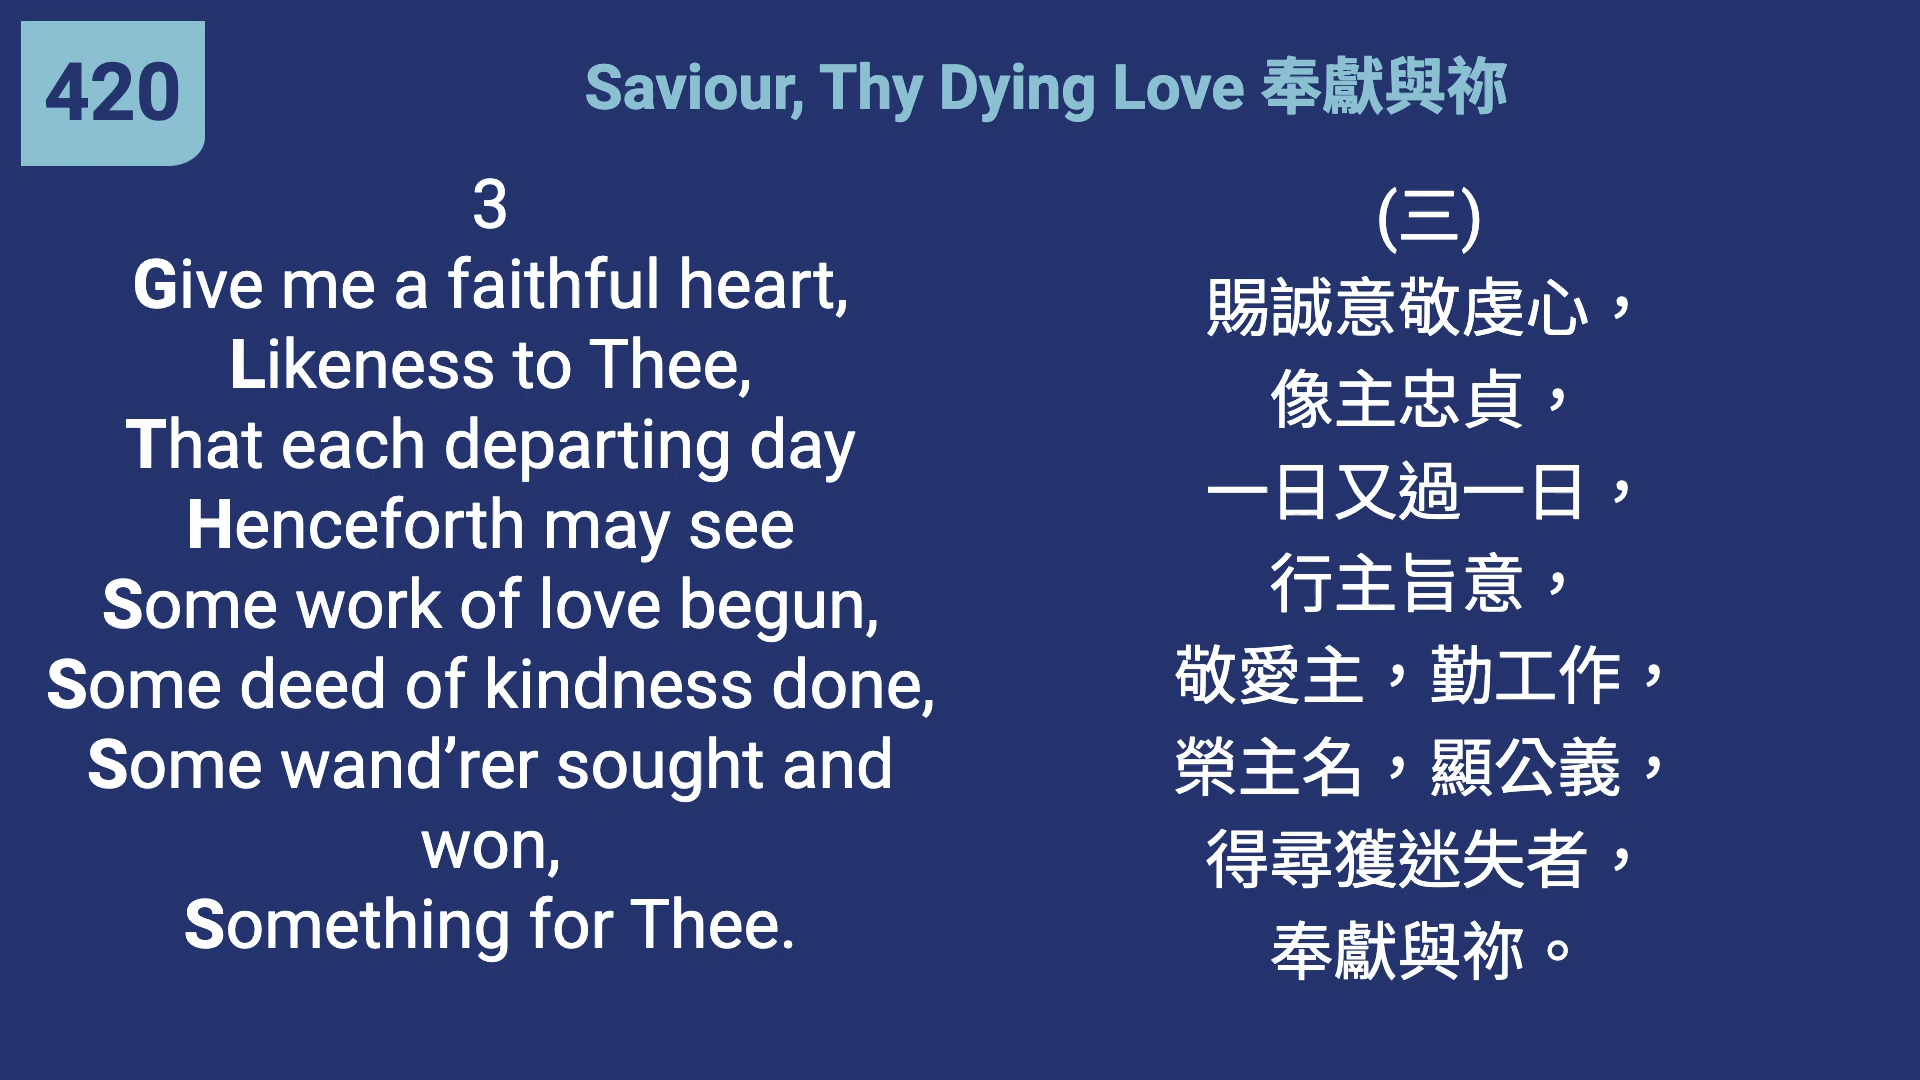 420
Saviour, Thy Dying Love 奉獻與祢
3
Give me a faithful heart,
Likeness to Thee,
That each departing day
Henceforth may see
Some work of love begun,
Some deed of kindness done,
Some wand’rer sought and
won,
Something for Thee.
(三)
賜誠意敬虔心，
像主忠貞，
一日又過一日，
行主旨意，
敬愛主，勤工作，
榮主名，顯公義，
得尋獲迷失者，
奉獻與祢。